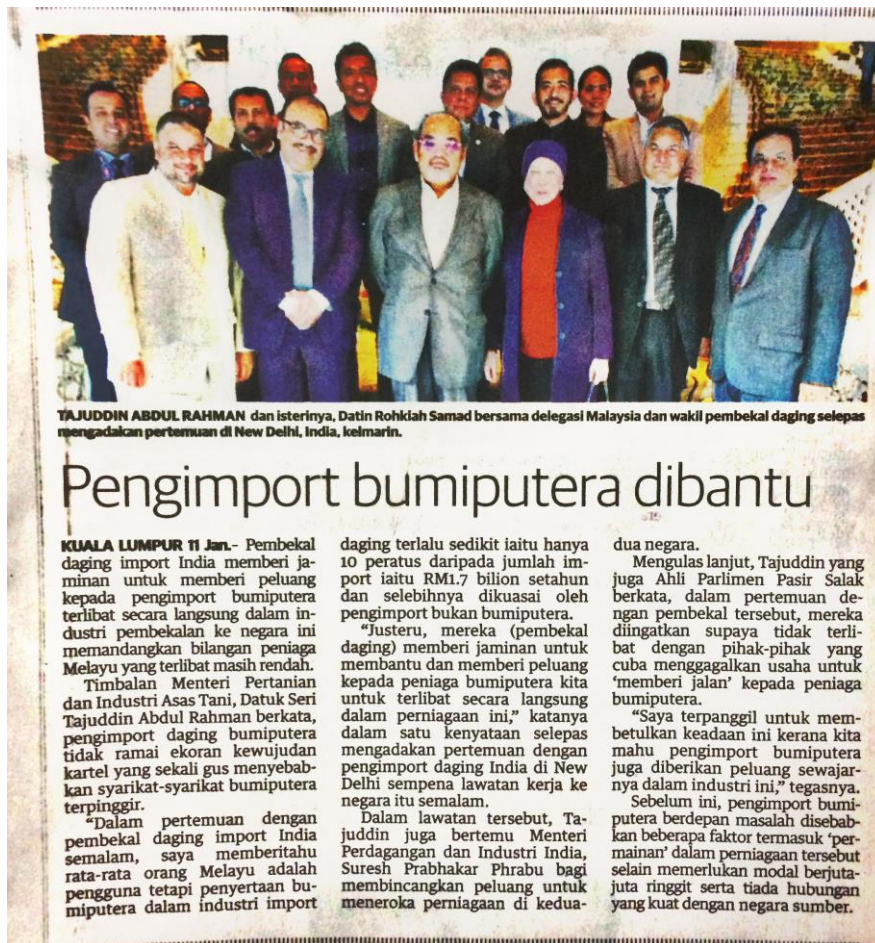 TAJUDDIN ABDUL RAHMAN dan isterinya, Datin Rohkiah Samad bersama delegasi Malaysia dan wakil pembekal daging selepas
mengadakan pertemuan di New Delhi, India, kelmarin.
Pengimport bumiputera dibantu
KUALA LUMPUR 11 Jan.- Pembekal
daging import India memberi ja-
minan untuk memberi peluang
kepada pengimport bumiputera
terlibat secara langsung dalam in-
dustri pembekalan ke negara ini
memandangkan bilangan peniaga
Melayu yang terlibat masih rendah.
Timbalan Menteri Pertanian
dan Industri Asas Tani, Datuk Seri
Tajuddin Abdul Rahman berkata,
pengimport daging bumiputera
tidak ramai ekoran kewujudan
kartel yang sekali gus menyebab-
kan syarikat-syarikat bumiputera
terpinggir.
“Dalam pertemuan dengan
pembekal daging import India
semalam, saya memberitahu
rata-rata orang Melayu adalah
pengguna tetapi penyertaan bu-
miputera dalam industri import
daging terlalu sedikit iaitu hanya
10 peratus daripada jumlah im-
port iaitu RM1.7 bilion setahun
dan selebihnya dikuasai oleh
pengimport bukan bumiputera.
“Justeru, mereka (pembekal
daging) memberi jaminan untuk
membantu dan memberi peluang
kepada peniaga bumiputera kita
untuk terlibat secara langsung
dalam perniagaan ini,” katanya
dalam satu kenyataan selepas
mengadakan pertemuan dengan
pengimport daging India di New
Delhi sempena lawatan kerja ke
negara itu semalam.
Dalam lawatan tersebut, Ta-
juddin juga bertemu Menteri
Perdagangan dan Industri India,
Suresh Prabhakar Phrabu bagi
membincangkan peluang untuk
meneroka perniagaan di kedua-
dua negara.
Mengulas lanjut, Tajuddin yang
juga Ahli Parlimen Pasir Salak
berkata, dalam pertemuan de-
ngan pembekal tersebut, mereka
diingatkan supaya tidak terli-
bat dengan pihak-pihak yang
cuba menggagalkan usaha untuk
‘memberi jalan’ kepada peniaga
bumiputera.
“Saya terpanggil untuk mem-
betulkan keadaan ini kerana kita
mahu pengimport bumiputera
juga diberikan peluang sewajar-
nya dalam industri ini,” tegasnya.
Sebelum ini, pengimport bumi-
putera berdepan masalah disebab-
kan beberapa faktor termasuk ‘per-
mainan’ dalam perniagaan tersebut
selain memerlukan modal berjuta-
juta ringgit serta tiada hubungan
yang kuat dengan negara sumber.